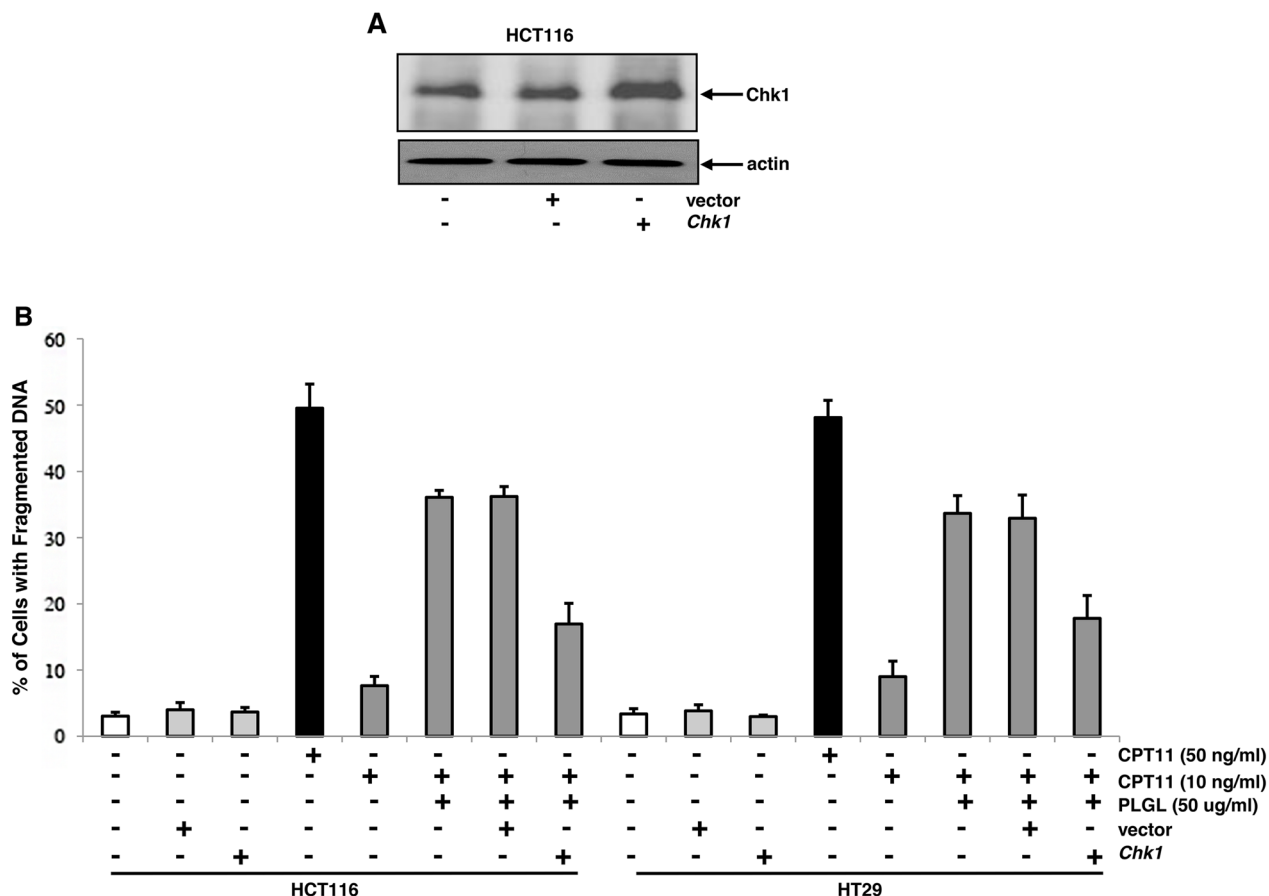 A
HCT116
Chk1
actin
- + - vector
- - + Chk1
B
% of Cells with Fragmented DNA
60
50
40
30
20
10
0
- - - + - - - - - - - + - - - - CPT11 (50 ng/ml)
- - - - + + + + - - - - + + + + CPT11 (10 ng/ml)
- - - - - + + + - - - - - + + + PLGL (50 ug/ml)
- + - - - - + - - + - - - - + - vector
- - + - - - - + - - + - - - - + Chk1
HCT116 HT29